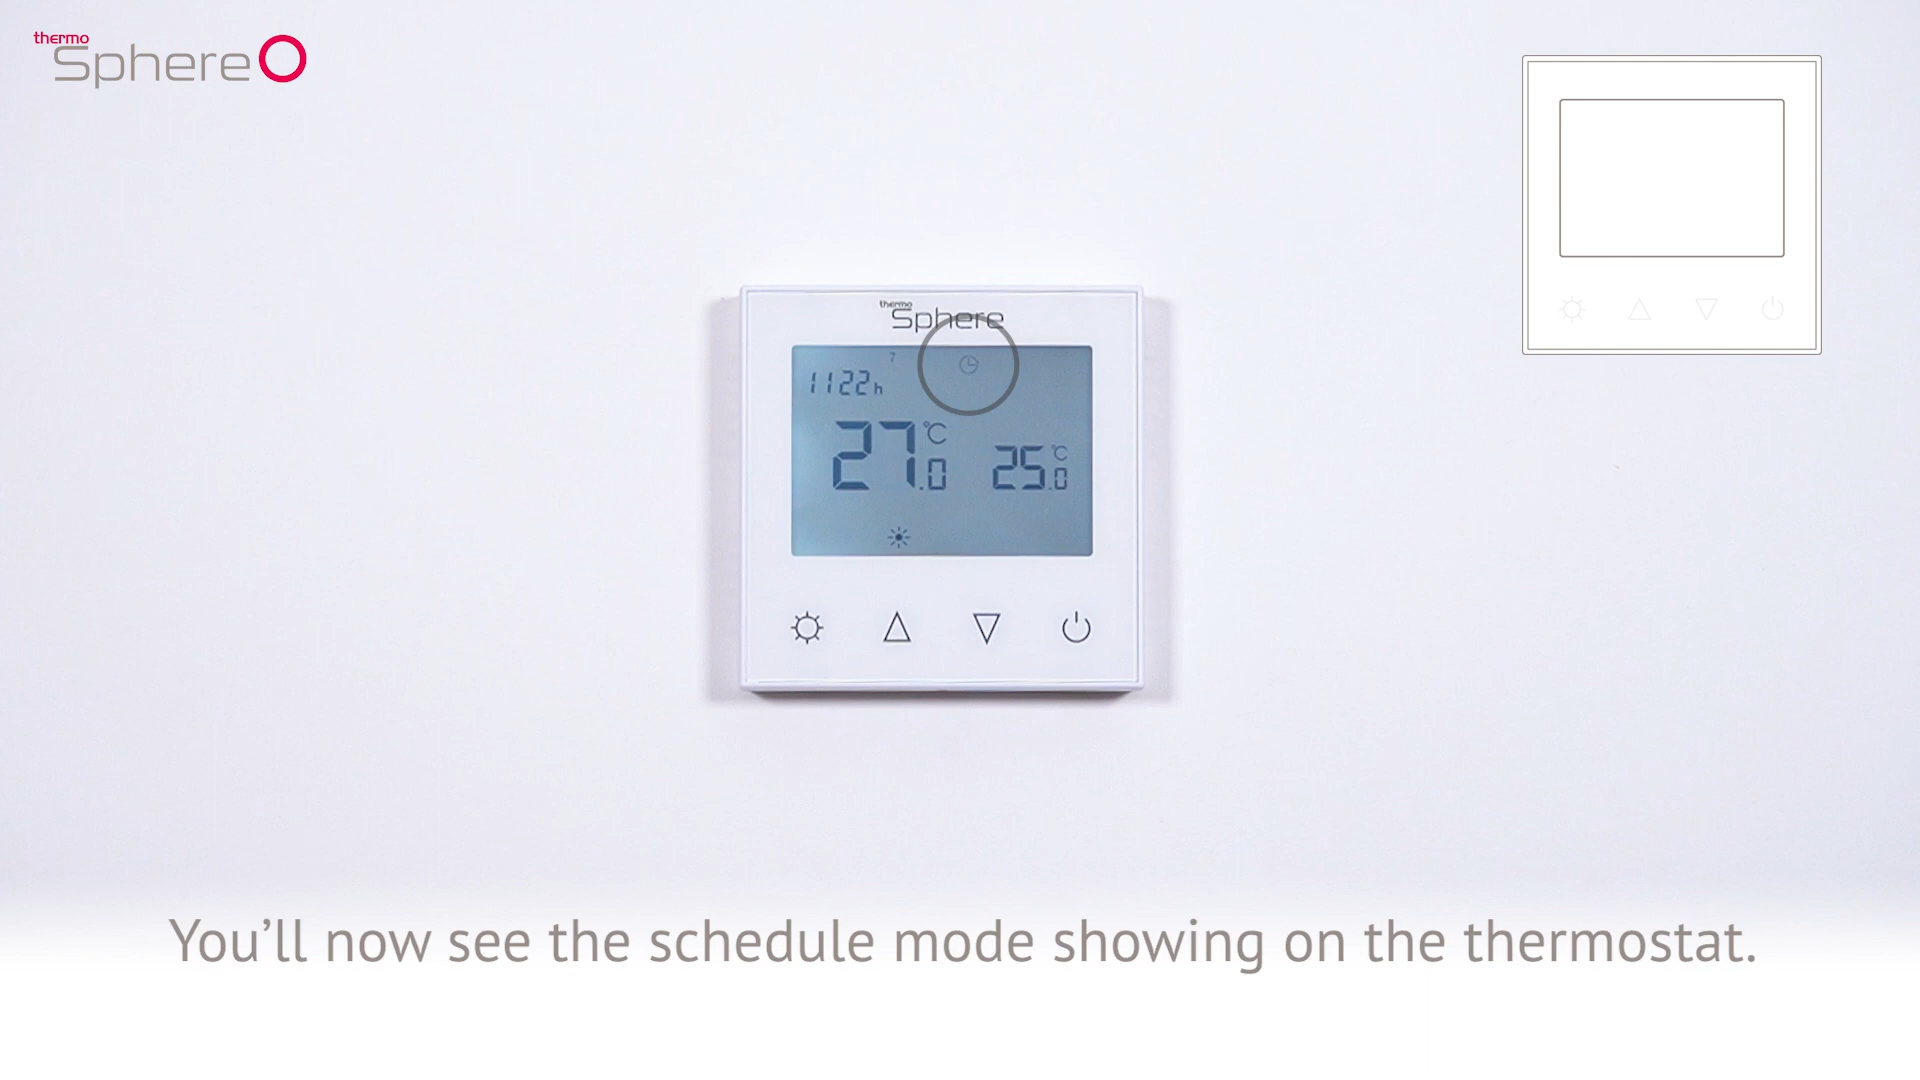 thermo
Sphere
thermo
Sphere
7
1122h
27.0 °C
25.0 °C
You'll now see the schedule mode showing on the thermostat.